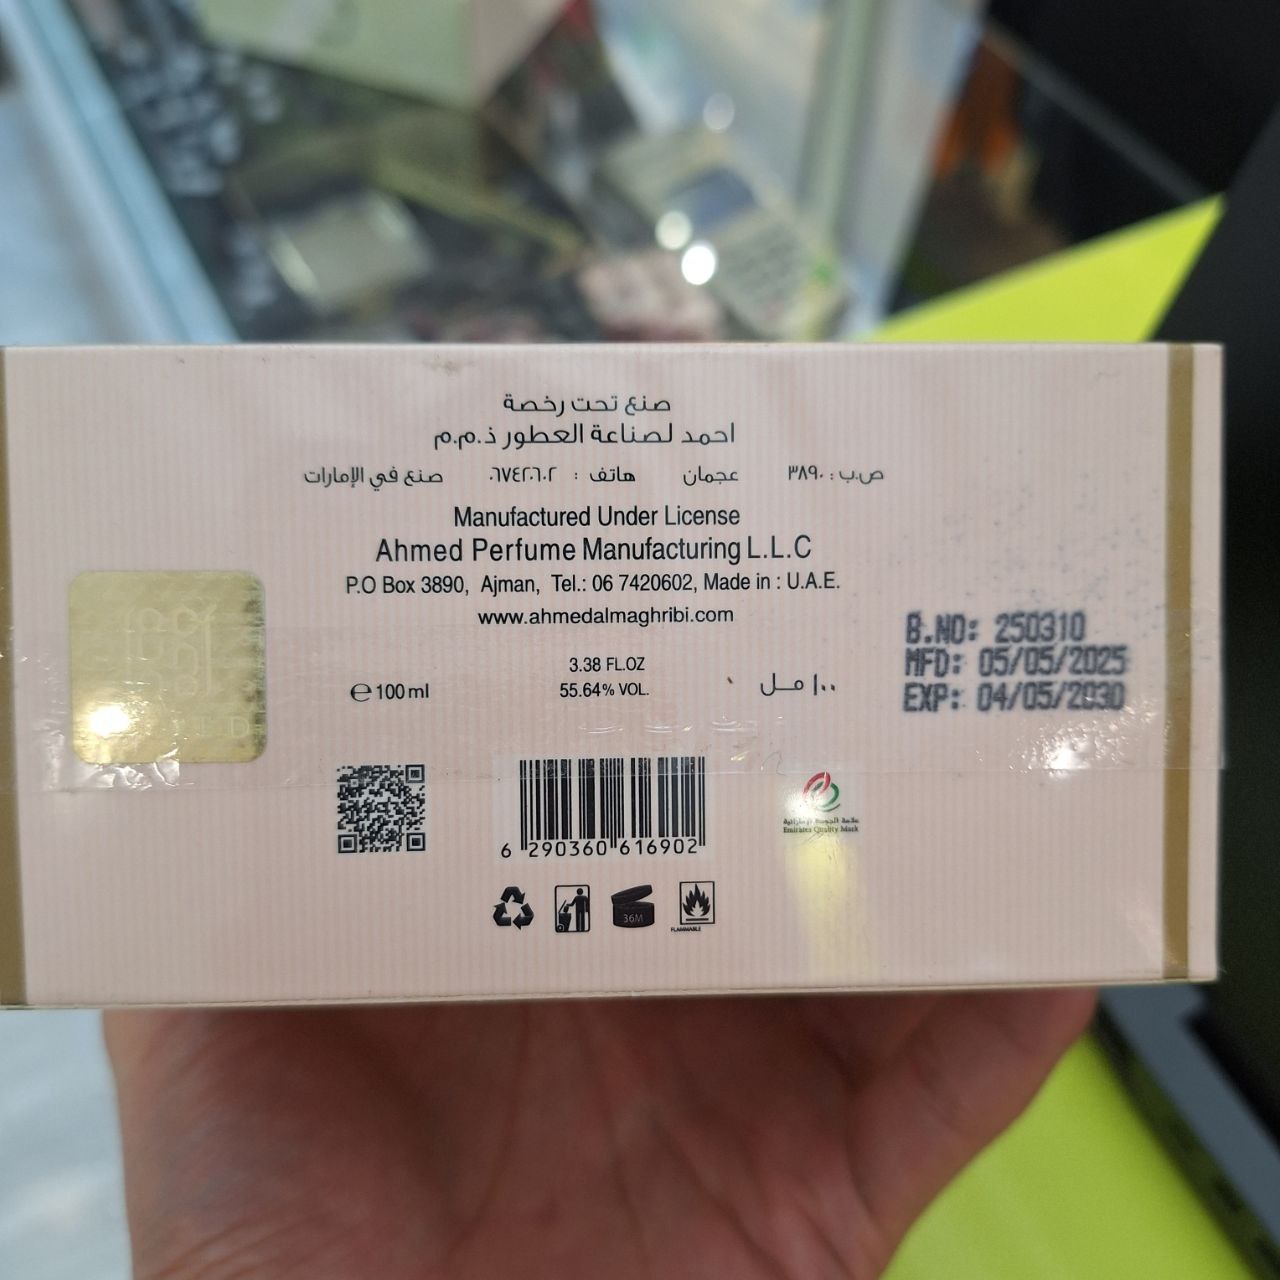 صنع تحت رخصة
احمد لصناعة العطور ذ.م.م
ص.ب: ٣٨٩٠ عجمان هاتف : ٠٦٧٤٢٠٦٠٢ صنع في الإمارات
Manufactured Under License
Ahmed Perfume Manufacturing L.L.C
P.O Box 3890, Ajman, Tel.: 06 7420602, Made in : U.A.E.
www.ahmedalmaghribi.com
B.NO: 250310
MFD: 05/05/2025
EXP: 04/05/2030
3.38 FL.OZ
℮ 100 ml
55.64% VOL.
١٠٠ مل
6 290360 616902
علامة الجودة الإماراتية
Emirates Quality Mark
36M
FLAMMABLE